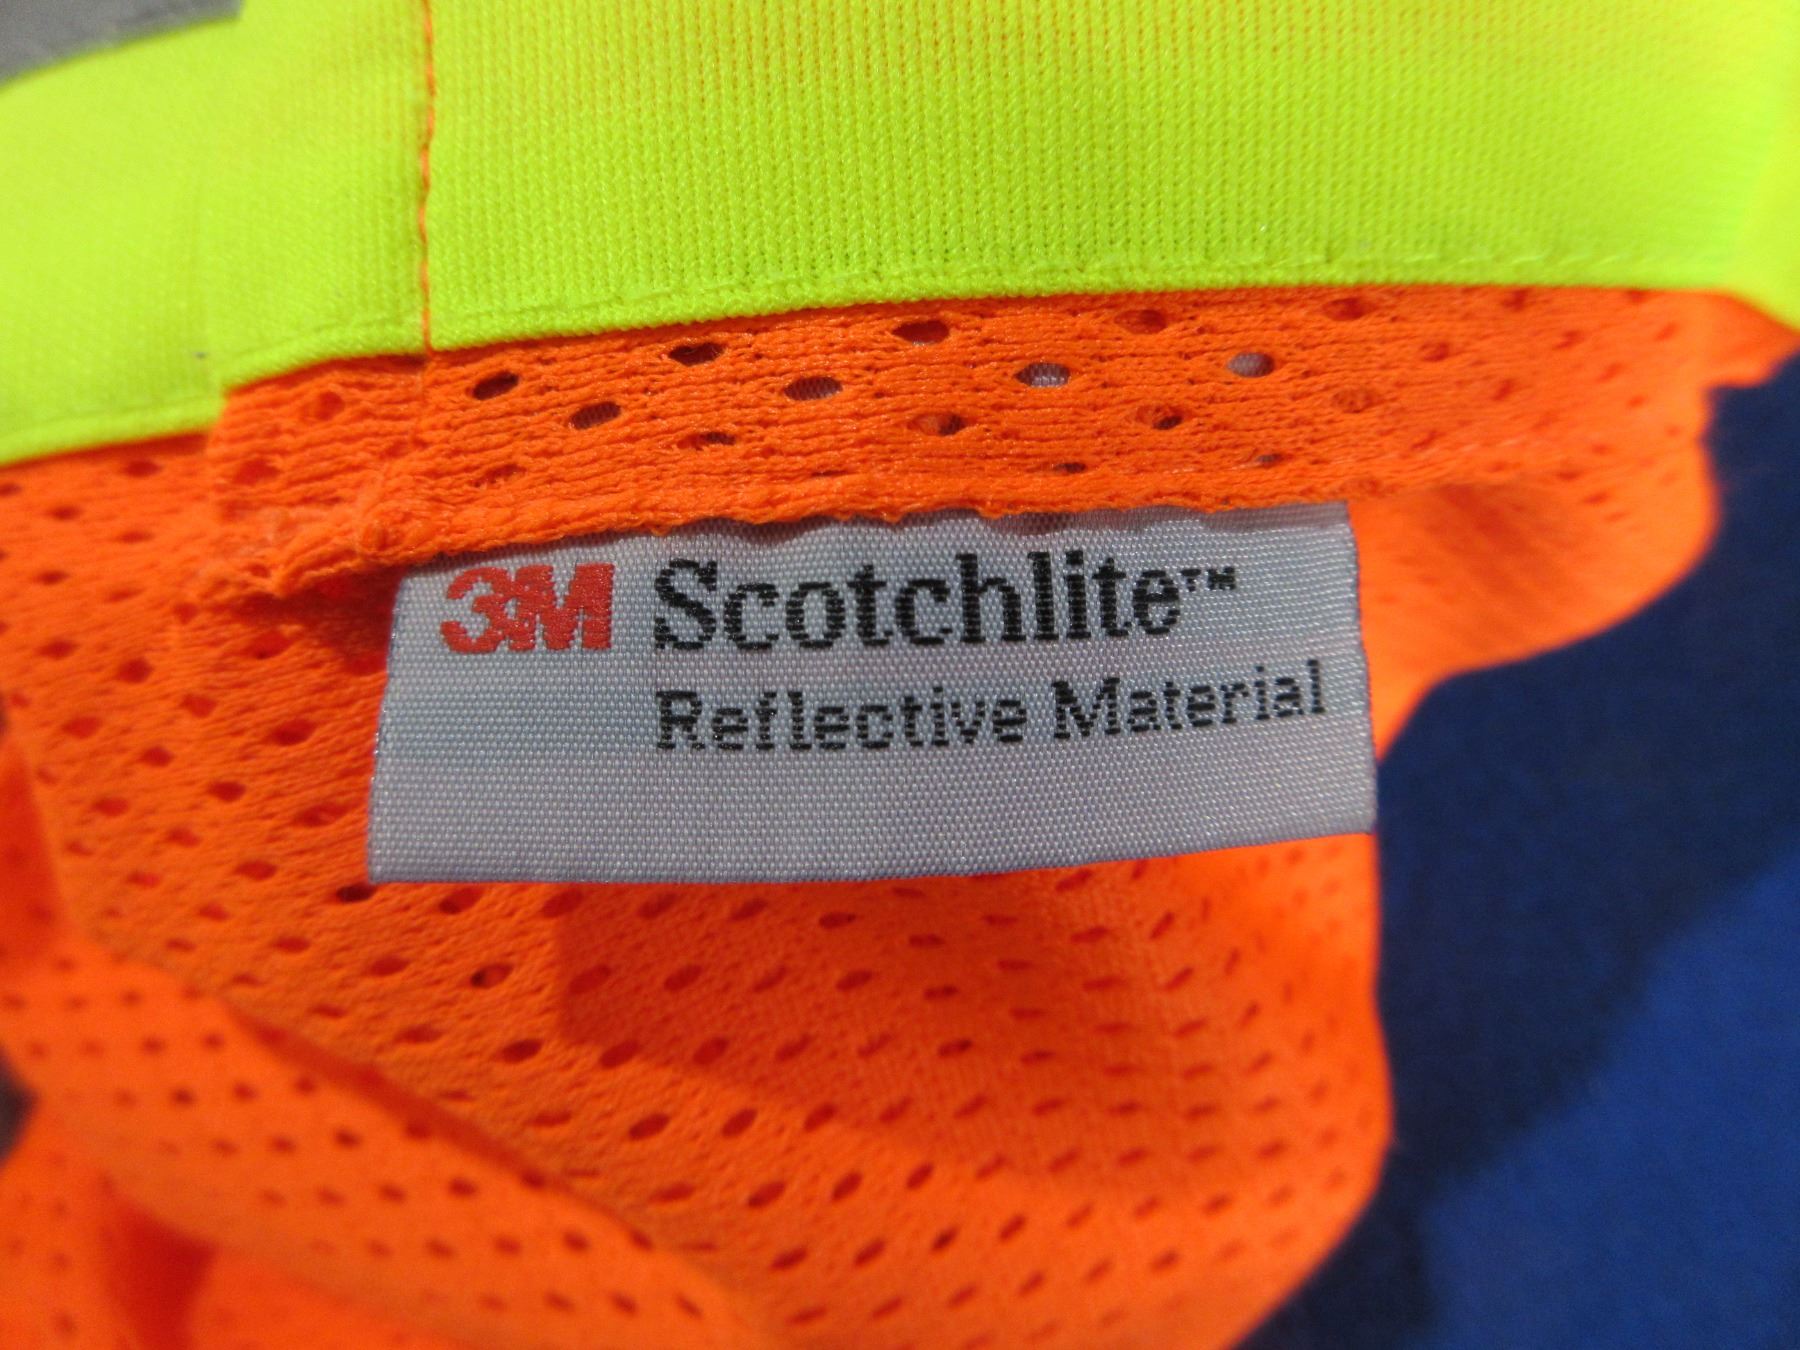 3M Scotchlite™
Reflective Material